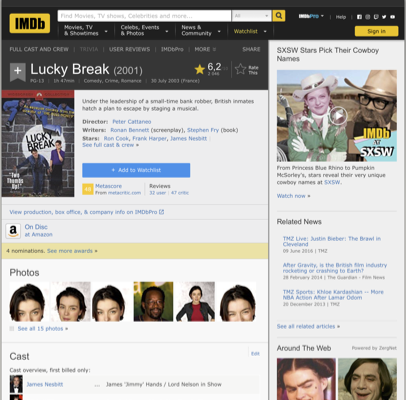 IMDb
Find Movies, TV shows, Celebrities and more...
All
Movies, TV & Showtimes
Celebs, Events & Photos
News & Community
Watchlist
IMDbPro
Help
Sign in
FULL CAST AND CREW | TRIVIA | USER REVIEWS | IMDbPro | MORE
SHARE
Lucky Break (2001)
PG-13 | 1h 47min | Comedy, Crime, Romance | 30 July 2003 (France)
6,2
Rate This
Under the leadership of a small-time bank robber, British inmates
hatch a plan to escape by staging a musical.
Director: Peter Cattaneo
Writers: Ronan Bennett (screenplay), Stephen Fry (book)
Stars: Ron Cook, Frank Harper, James Nesbitt |
See full cast & crew »
LUCKY BREAK
"Two Thumbs Up!"
+ Add to Watchlist
Metascore
From metacritic.com
Reviews
32 user | 47 critic
View production, box office, & company info on IMDbPro
a
On Disc
at Amazon
4 nominations. See more awards »
Photos
See all 15 photos »
Cast
Edit
Cast overview, first billed only:
James Nesbitt ... James 'Jimmy' Hands / Lord Nelson in Show
SXSW Stars Pick Their Cowboy
Names
IMDb
at
SXSW
From Princess Blue Rhino to Pumpkin
McSorley's, stars reveal their very unique
cowboy names at SXSW.
Watch now »
Related News
TMZ Live: Justin Bieber: The Brawl in
Cleveland
09 June 2016 | TMZ
After Gravity, is the British film industry
rocketing or crashing to Earth?
28 February 2014 | The Guardian - Film News
TMZ Sports: Khloe Kardashian -- More
NBA Action After Lamar Odom
20 December 2013 | TMZ
See all related articles »
Around The Web
Powered by ZergNet